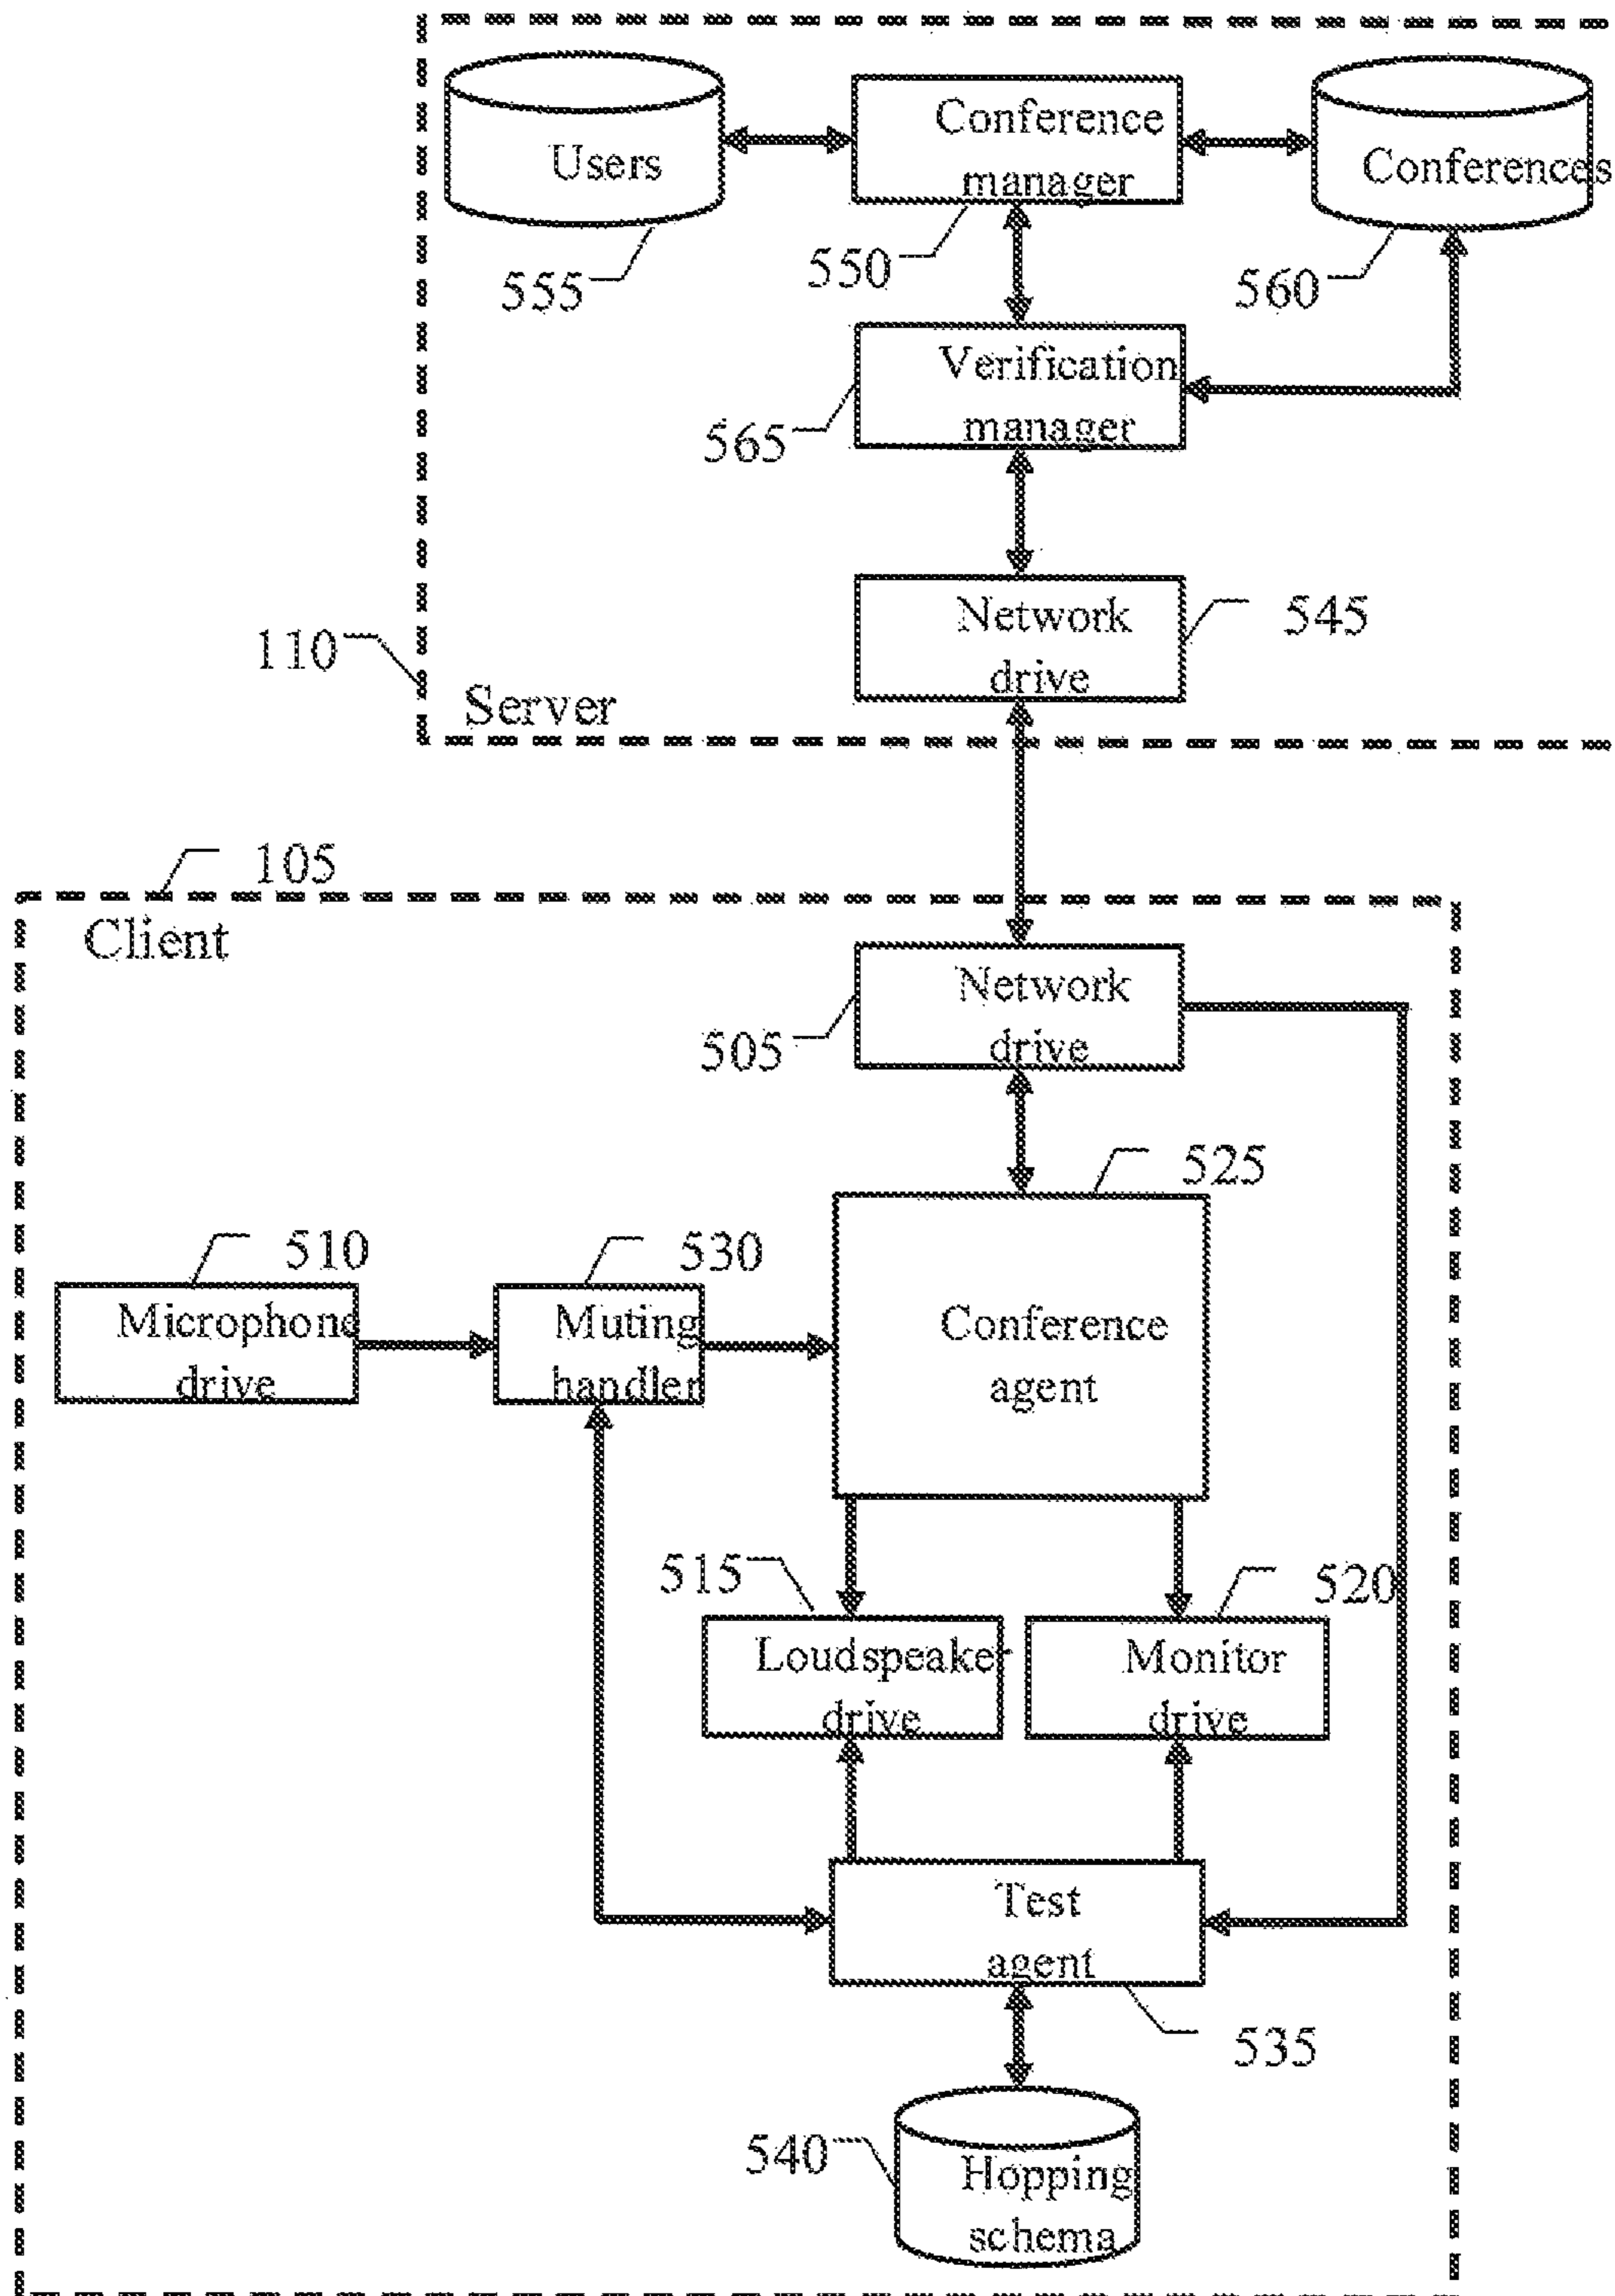 Users
Conference
manager
Conferences
555
550
560
Verification
manager
565
Network
drive
545
110
Server
105
Client
Network
drive
505
525
510
530
Microphone
drive
Muting
handler
Conference
agent
515
520
Loudspeaker
drive
Monitor
drive
Test
agent
535
540
Hopping
schema